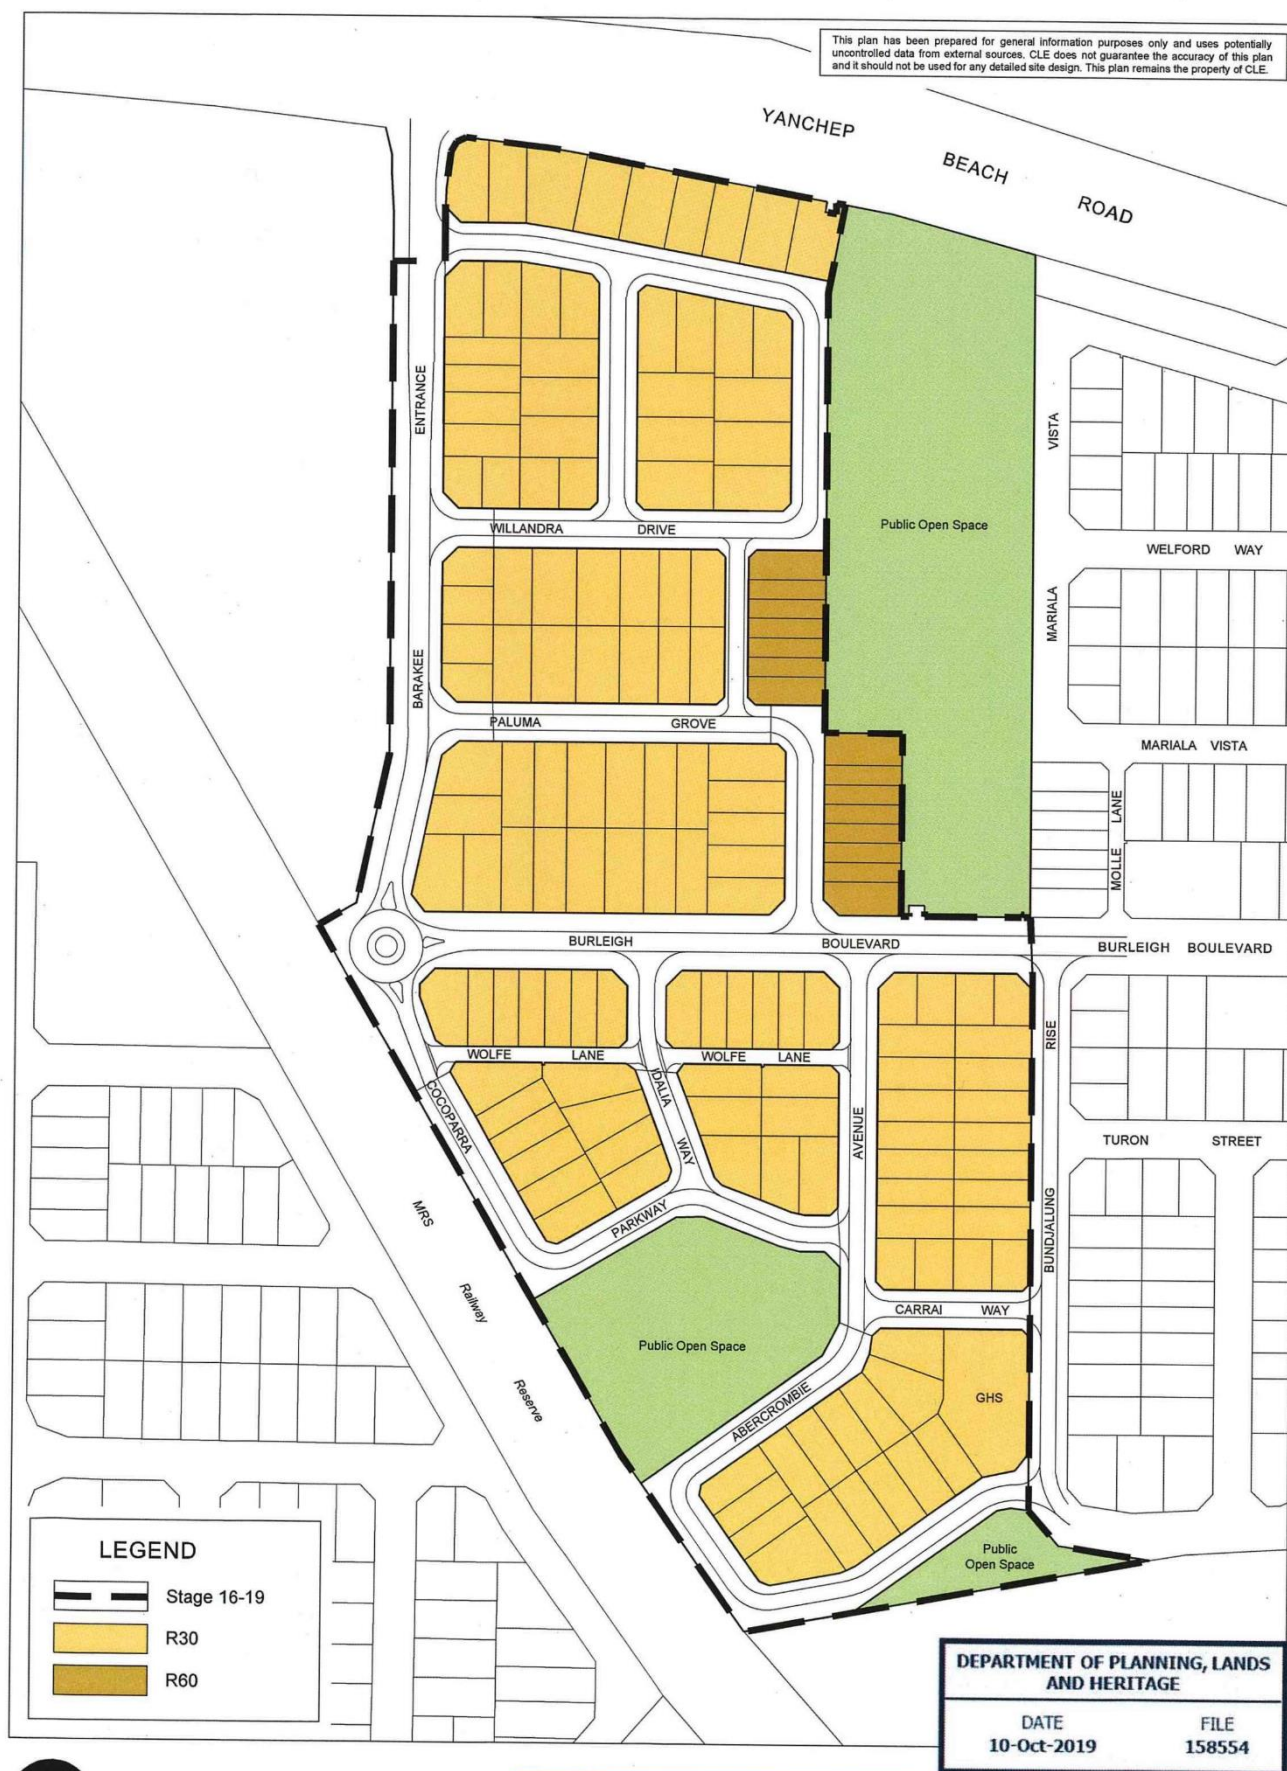 This plan has been prepared for general information purposes only and uses potentially
uncontrolled data from external sources. CLE does not guarantee the accuracy of this plan
and it should not be used for any detailed site design. This plan remains the property of CLE.
YANCHEP
BEACH
ROAD
ENTRANCE
VISTA
Public Open Space
WILLANDRA DRIVE
WELFORD WAY
MARIALA
BARAKEE
PALUMA GROVE
MARIALA VISTA
MOLLE LANE
BURLEIGH BOULEVARD
BURLEIGH BOULEVARD
RISE
WOLFE LANE
WOLFE LANE
COCOPARRA
IDALIA
WAY
AVENUE
TURON STREET
MRS
PARKWAY
BUNDJALUNG
Railway
CARRAI WAY
Public Open Space
Reserve
ABERCROMBIE
GHS
Public
Open Space
LEGEND
Stage 16-19
R30
R60
DEPARTMENT OF PLANNING, LANDS
AND HERITAGE
DATE FILE
10-Oct-2019 158554